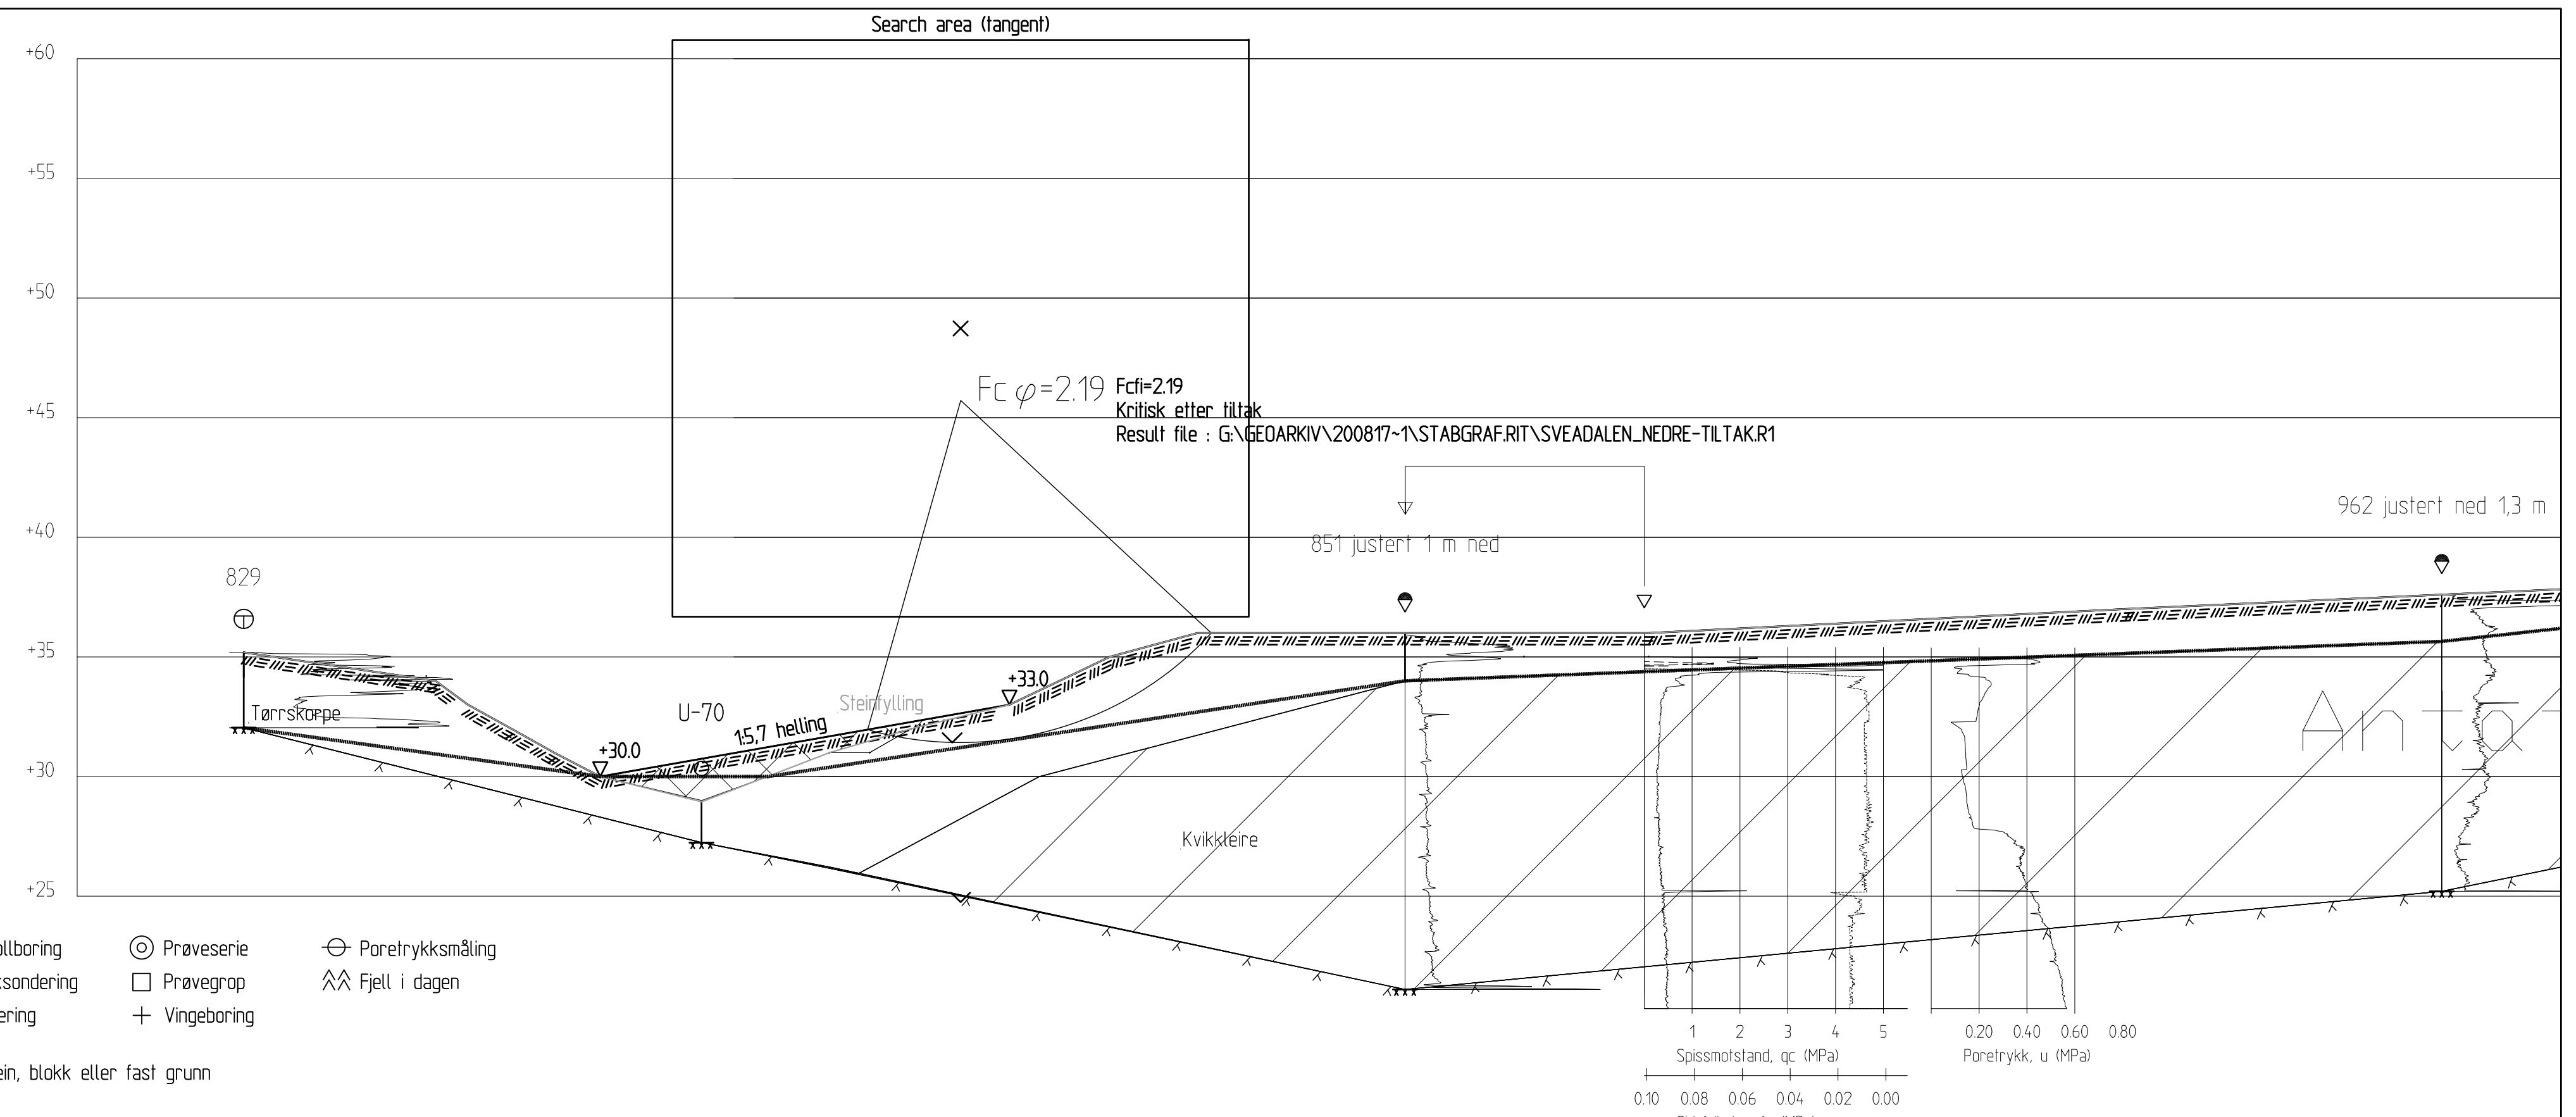 Search area (tangent)
+60
+55
+50
+45
+40
+35
+30
+25
Fc φ=2.19
Fcfi=2.19
Kritisk etter tiltak
Result file : G:\GEOARKIV\200817~1\STABGRAF.RIT\SVEADALEN_NEDRE-TILTAK.R1
962 justert ned 1,3 m
851 justert 1 m ned
829
+33.0
Steinfylling
U-70
Tørrskorpe
1:5,7 helling
+30.0
Kvikkleire
Prøveserie
Poretrykksmåling
Prøvegrop
Fjell i dagen
Vingeboring
blokk eller fast grunn
1 2 3 4 5
Spissmotstand, qc (MPa)
0.20 0.40 0.60 0.80
Poretrykk, u (MPa)
0.10 0.08 0.06 0.04 0.02 0.00